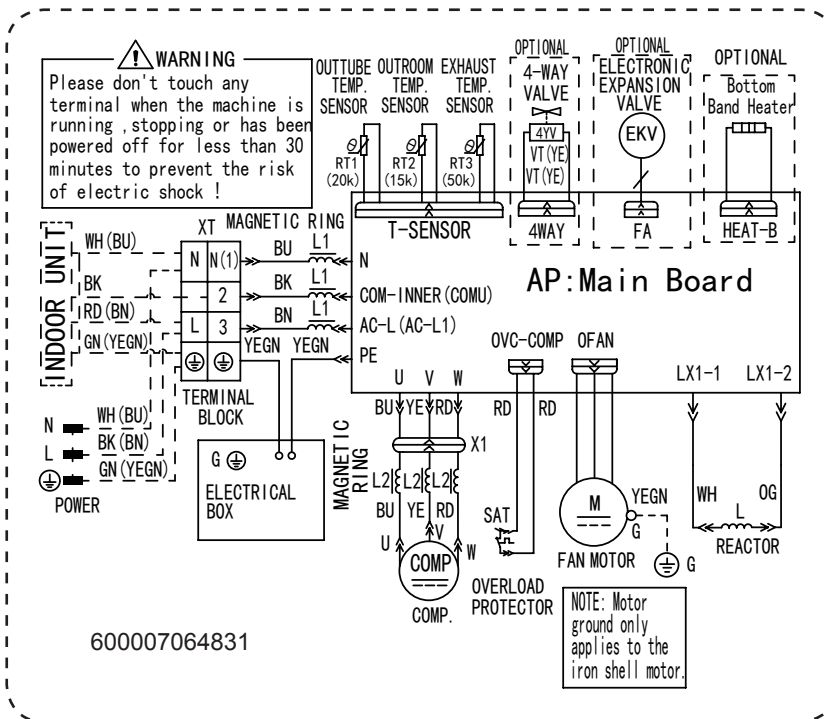 WARNING
Please don't touch any
terminal when the machine is
running ,stopping or has been
powered off for less than 30
minutes to prevent the risk
of electric shock !
OUTTUBE
TEMP.
SENSOR
OUTROOM
TEMP.
SENSOR
EXHAUST
TEMP.
SENSOR
RT1
(20k)
RT2
(15k)
RT3
(50k)
OPTIONAL
4-WAY
VALVE
4YV
VT(YE)
VT(YE)
OPTIONAL
ELECTRONIC
EXPANSION
VALVE
EKV
OPTIONAL
Bottom
Band Heater
T-SENSOR
4WAY
FA
HEAT-B
AP:Main Board
INDOOR UNIT
WH(BU)
BK
RD(BN)
GN(YEGN)
XT
N
N(1)
2
L
3
TERMINAL
BLOCK
MAGNETIC RING
BU
L1
N
BK
L1
COM-INNER(COMU)
BN
L1
AC-L(AC-L1)
YEGN
YEGN
PE
N
WH(BU)
L
BK(BN)
GN(YEGN)
POWER
G
ELECTRICAL
BOX
U
V
W
BU
YE
RD
X1
MAGNETIC
RING
L2
L2
L2
BU
YE
RD
U
V
W
COMP
COMP.
OVC-COMP
RD
RD
SAT
OVERLOAD
PROTECTOR
OFAN
M
YEGN
G
G
FAN MOTOR
NOTE: Motor
ground only
applies to the
iron shell motor.
LX1-1
LX1-2
WH
OG
L
REACTOR
600007064831